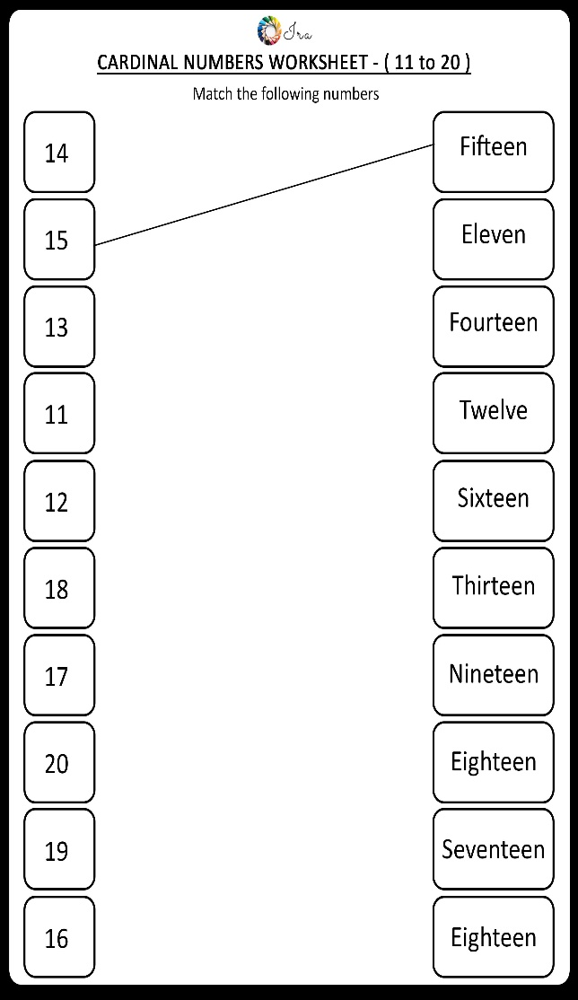 Ira
CARDINAL NUMBERS WORKSHEET - ( 11 to 20 )
Match the following numbers
14 Fifteen
15 Eleven
13 Fourteen
11 Twelve
12 Sixteen
18 Thirteen
17 Nineteen
20 Eighteen
19 Seventeen
16 Eighteen